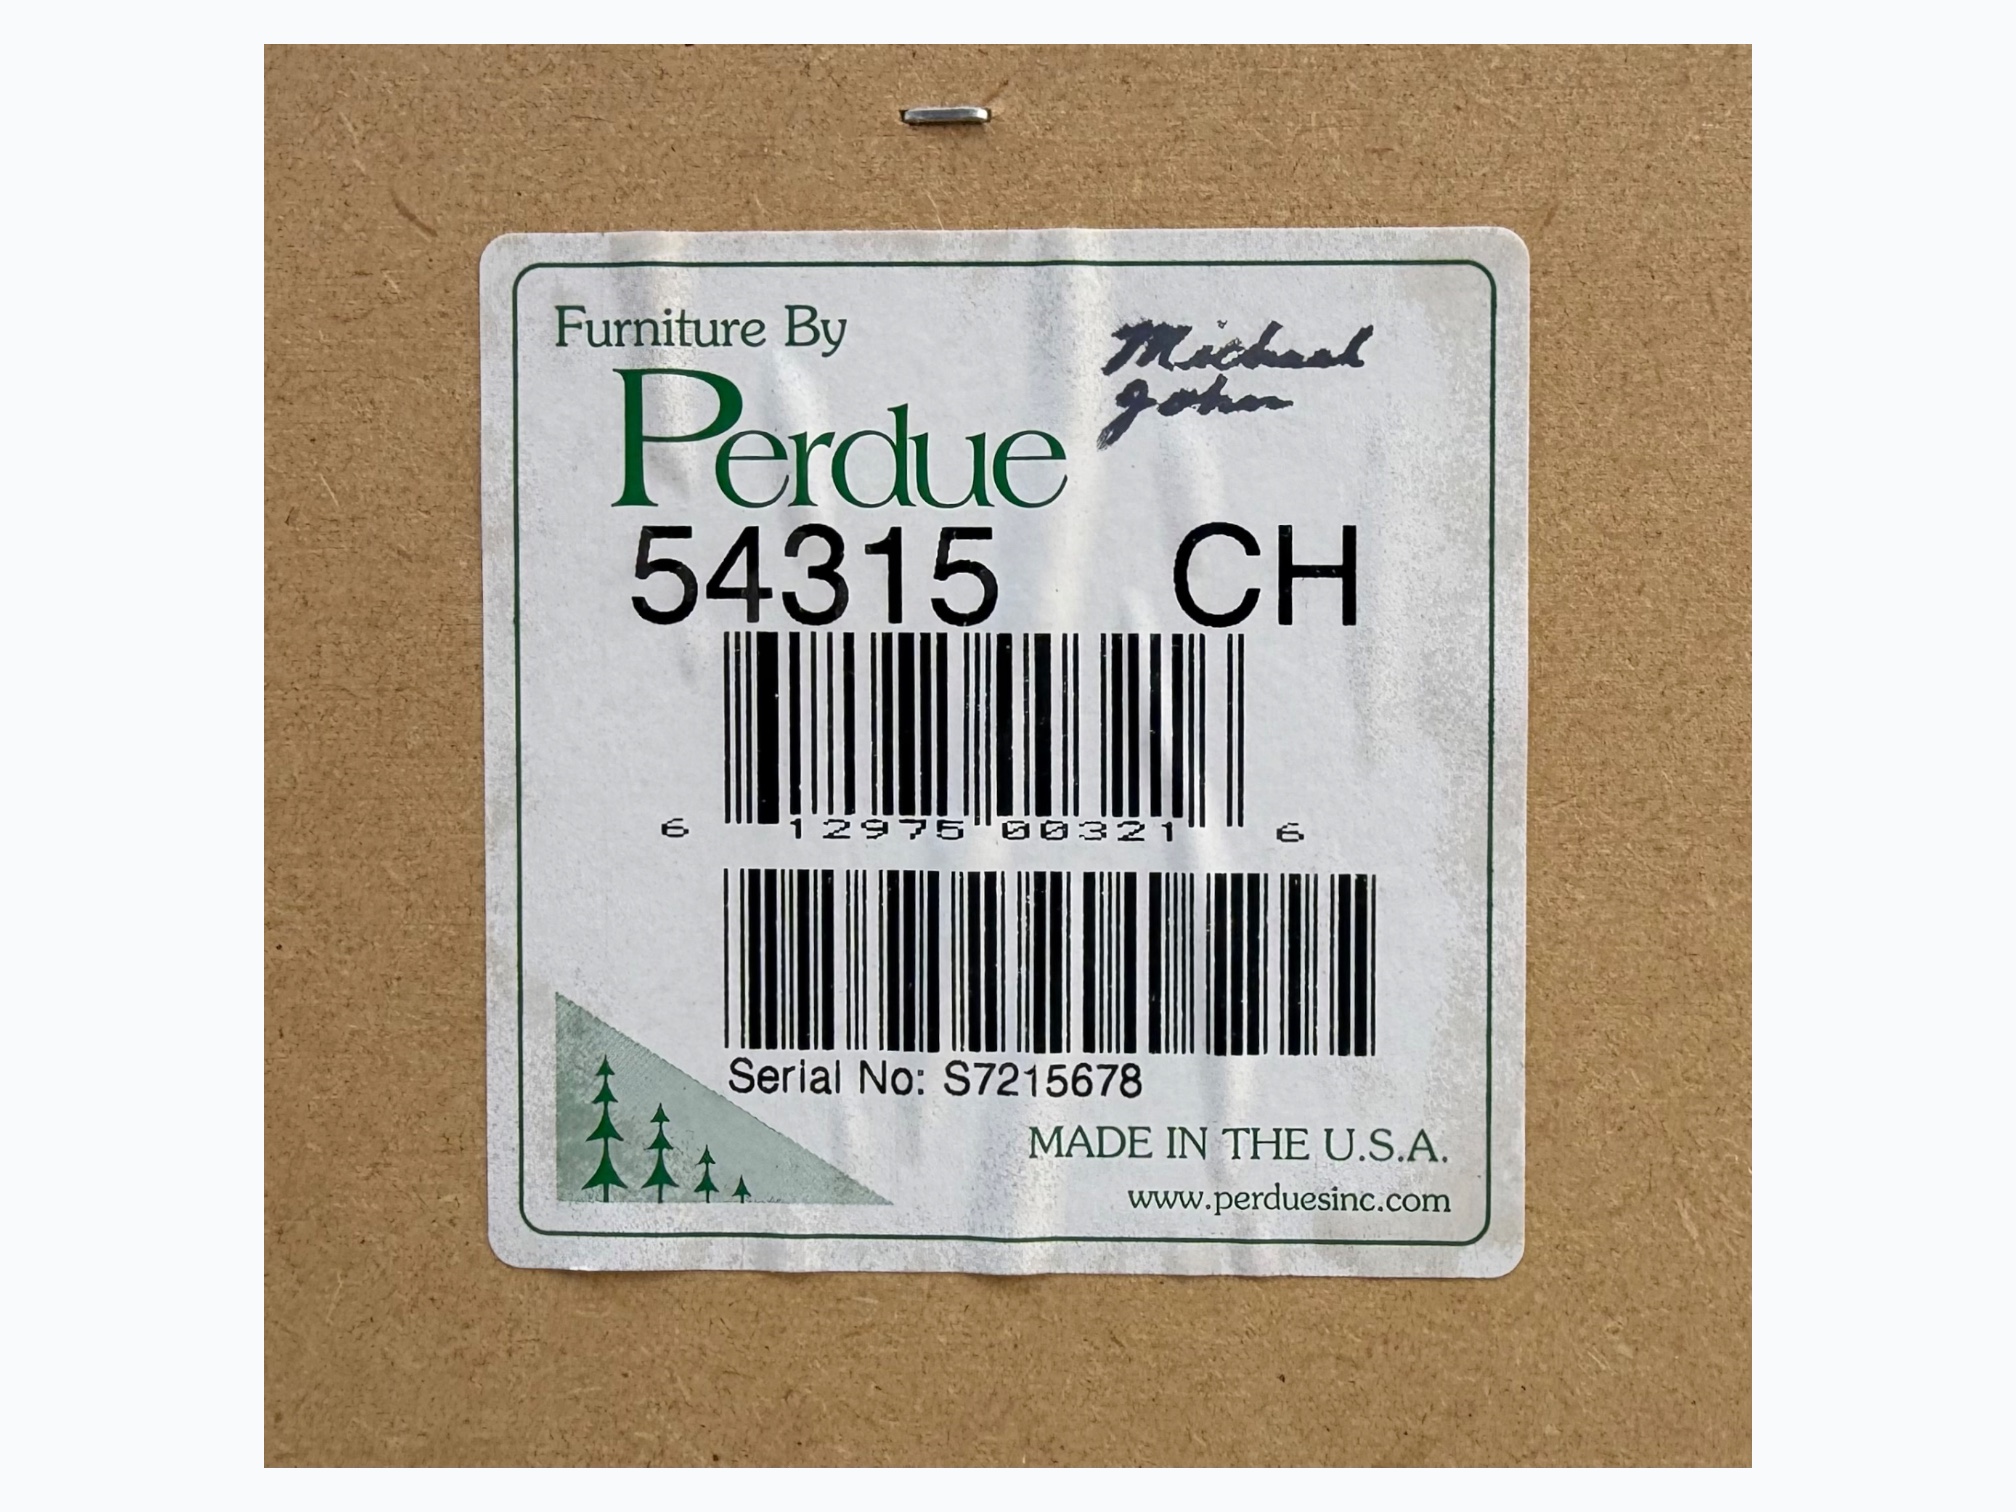 Furniture By
Perdue
Michael
John
54315 CH
6 12975 00321 6
Serial No: S7215678
MADE IN THE U.S.A.
www.perduesinc.com